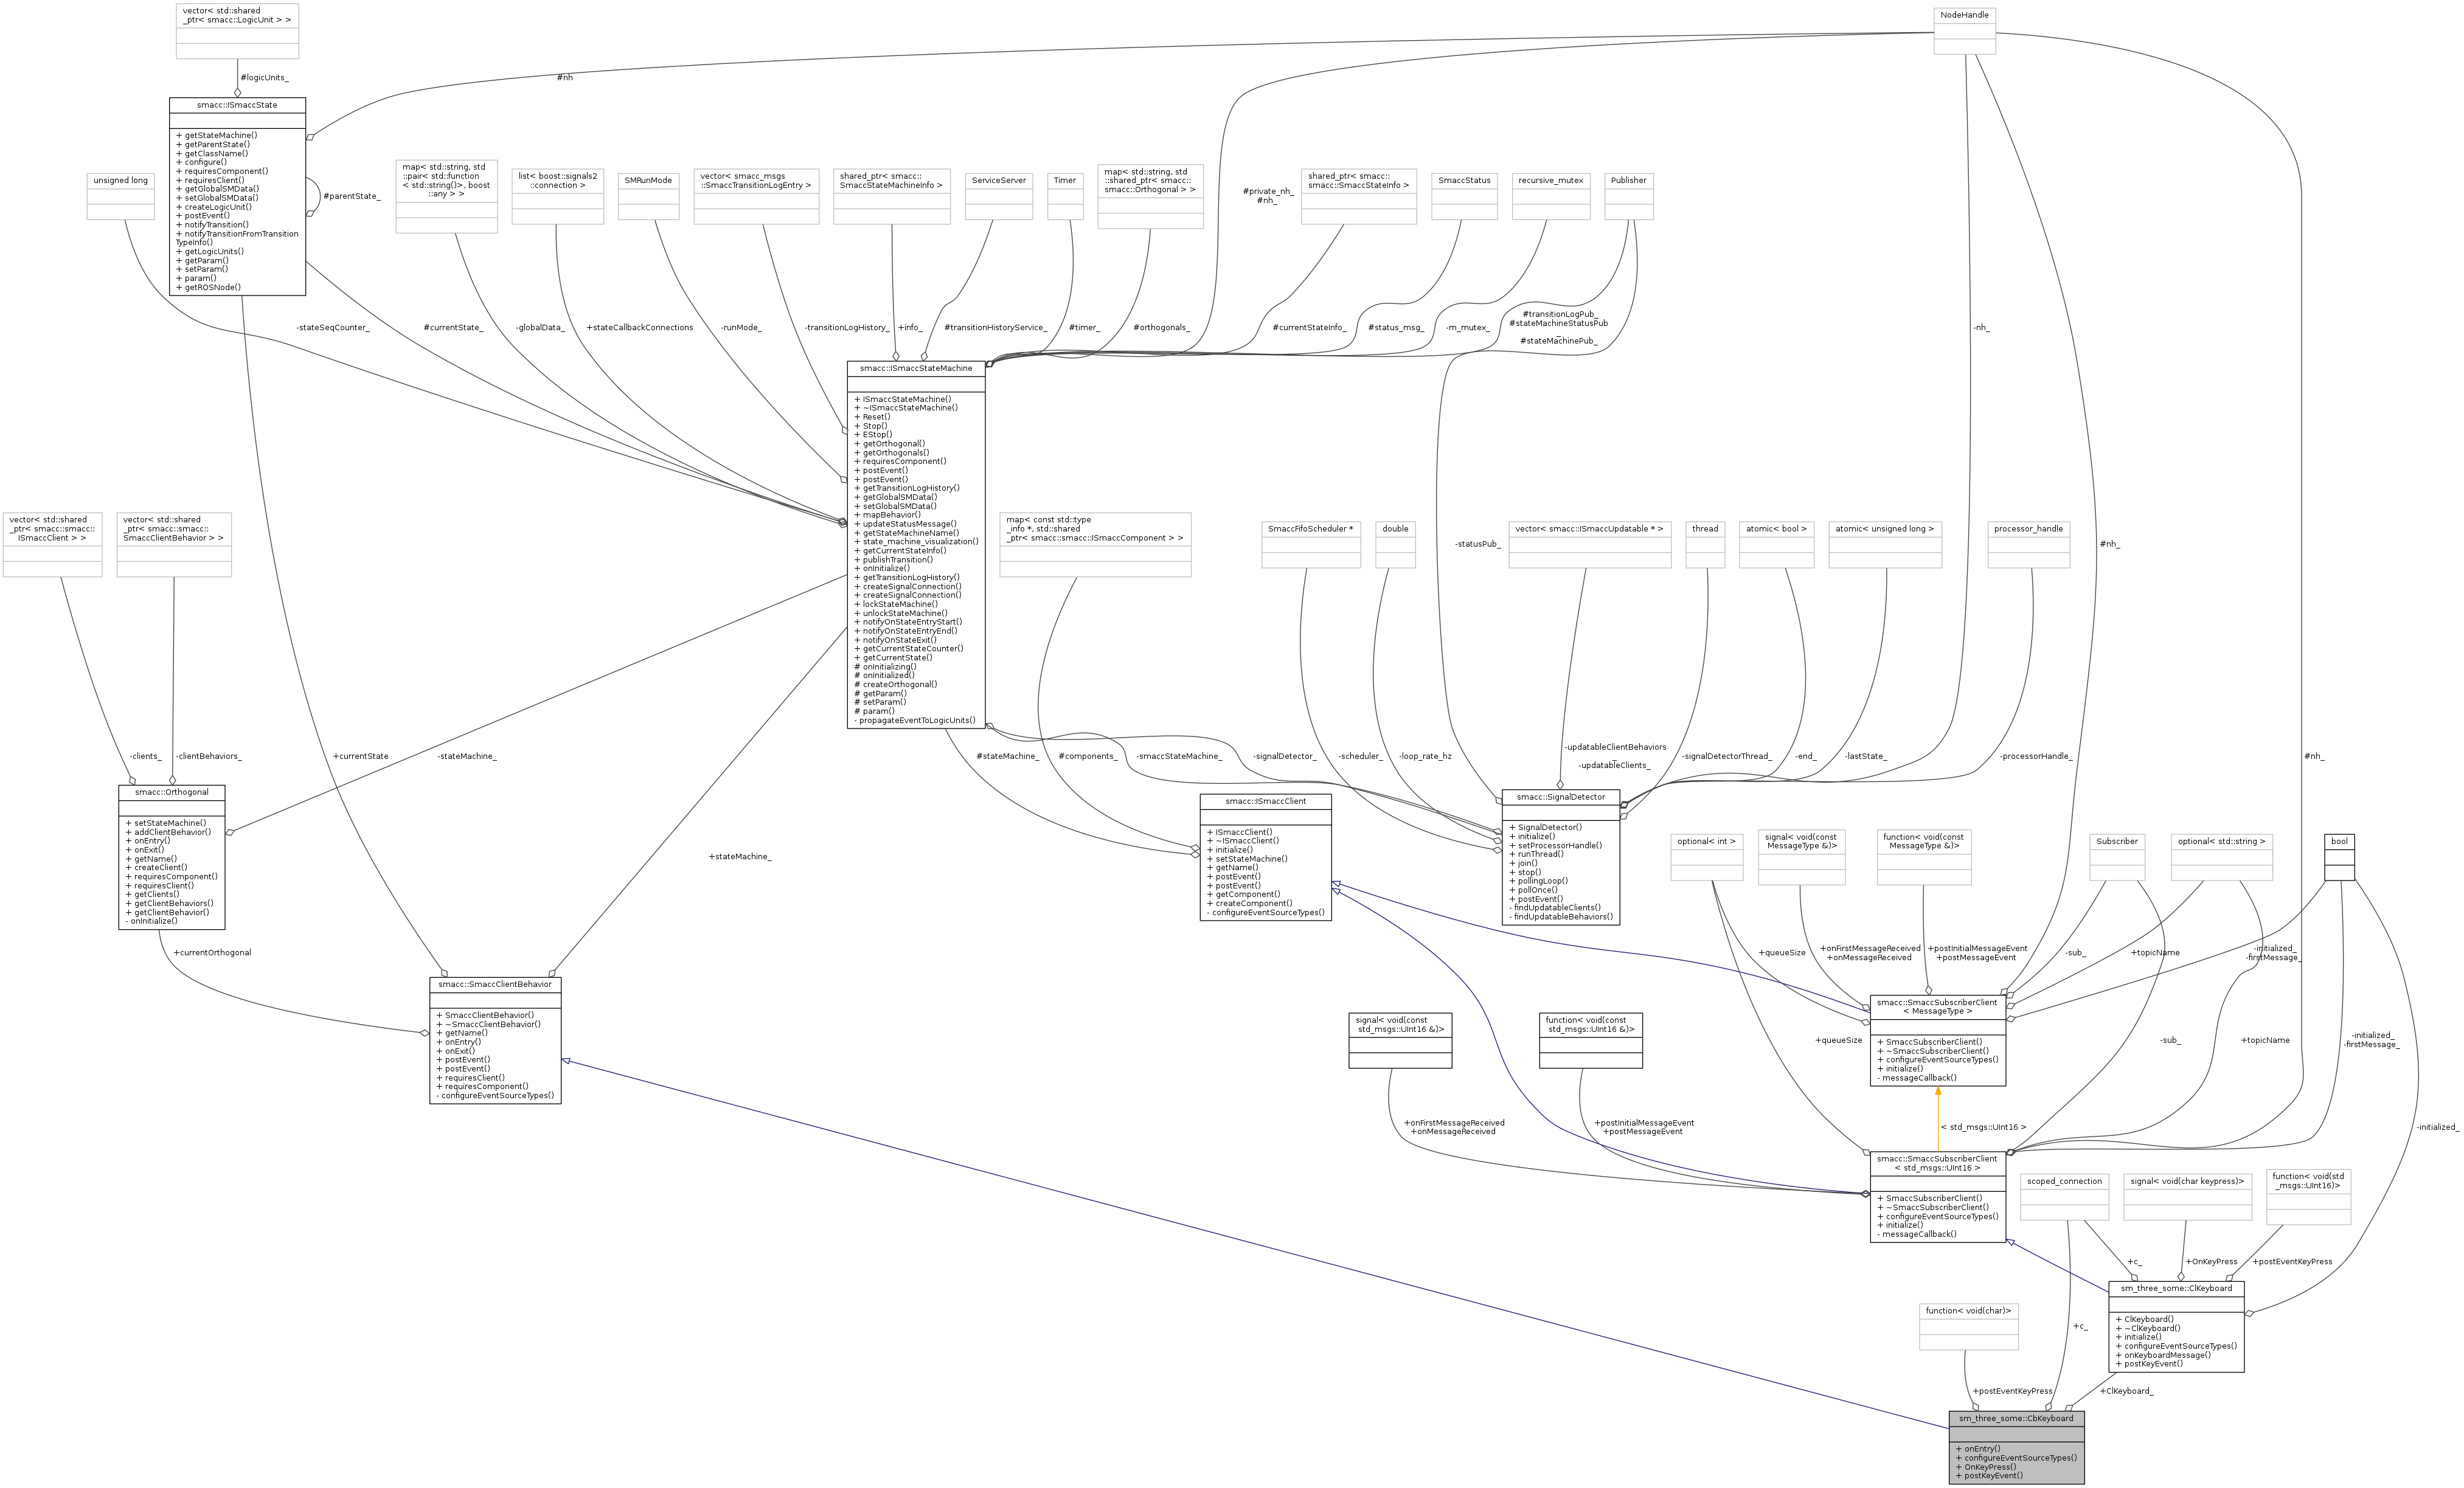 vector< std::shared
_ptr< smacc::LogicUnit > >
NodeHandle
#logicUnits_
#nh
smacc::ISmaccState
+ getStateMachine()
+ getParentState()
+ getClassName()
+ configure()
+ requiresComponent()
+ requiresClient()
+ getGlobalSMData()
+ setGlobalSMData()
+ createLogicUnit()
+ postEvent()
+ notifyTransition()
+ notifyTransitionFromTransition
TypeInfo()
+ getLogicUnits()
+ getParam()
+ setParam()
+ param()
+ getROSNode()
#parentState_
unsigned long
map< std::string, std
::pair< std::function
< std::string()>, boost
::any > >
list< boost::signals2
::connection >
SMRunMode
vector< smacc_msgs
::SmaccTransitionLogEntry >
shared_ptr< smacc::
SmaccStateMachineInfo >
ServiceServer
Timer
map< std::string, std
::shared_ptr< smacc::
smacc::Orthogonal > >
#private_nh_
#nh_
shared_ptr< smacc::
smacc::SmaccStateInfo >
SmaccStatus
recursive_mutex
Publisher
-stateSeqCounter_
#currentState_
-globalData_
+stateCallbackConnections
-runMode_
-transitionLogHistory_
+info_
#transitionHistoryService_
#timer_
#orthogonals_
#currentStateInfo_
#status_msg_
-m_mutex_
#transitionLogPub_
#stateMachineStatusPub
_
#stateMachinePub_
-nh_
smacc::ISmaccStateMachine
+ ISmaccStateMachine()
+ ~ISmaccStateMachine()
+ Reset()
+ Stop()
+ EStop()
+ getOrthogonal()
+ getOrthogonals()
+ requiresComponent()
+ postEvent()
+ postEvent()
+ getTransitionLogHistory()
+ getGlobalSMData()
+ setGlobalSMData()
+ mapBehavior()
+ updateStatusMessage()
+ getStateMachineName()
+ state_machine_visualization()
+ getCurrentStateInfo()
+ publishTransition()
+ onInitialize()
+ getTransitionLogHistory()
+ createSignalConnection()
+ createSignalConnection()
+ lockStateMachine()
+ unlockStateMachine()
+ notifyOnStateEntryStart()
+ notifyOnStateEntryEnd()
+ notifyOnStateExit()
+ getCurrentStateCounter()
+ getCurrentState()
# onInitializing()
# onInitialized()
# createOrthogonal()
# getParam()
# setParam()
# param()
- propagateEventToLogicUnits()
vector< std::shared
_ptr< smacc::smacc::
ISmaccClient > >
vector< std::shared
_ptr< smacc::smacc::
SmaccClientBehavior > >
map< const std::type
_info *, std::shared
_ptr< smacc::smacc::ISmaccComponent > >
SmaccFifoScheduler *
double
-statusPub_
vector< smacc::ISmaccUpdatable * >
thread
atomic< bool >
atomic< unsigned long >
processor_handle
#nh_
-clients_
-clientBehaviors_
+currentState
-stateMachine_
#stateMachine_
#components_
-smaccStateMachine_
-signalDetector_
-scheduler_
-loop_rate_hz
-updatableClientBehaviors
_
-updatableClients_
-signalDetectorThread_
-end_
-lastState_
-processorHandle_
#nh_
smacc::Orthogonal
+ setStateMachine()
+ addClientBehavior()
+ onEntry()
+ onExit()
+ getName()
+ createClient()
+ requiresComponent()
+ requiresClient()
+ getClients()
+ getClientBehaviors()
+ getClientBehavior()
- onInitialize()
+stateMachine_
smacc::ISmaccClient
+ ISmaccClient()
+ ~ISmaccClient()
+ initialize()
+ setStateMachine()
+ getName()
+ postEvent()
+ postEvent()
+ getComponent()
+ createComponent()
- configureEventSourceTypes()
smacc::SignalDetector
+ SignalDetector()
+ initialize()
+ setProcessorHandle()
+ runThread()
+ join()
+ stop()
+ pollingLoop()
+ pollOnce()
+ postEvent()
- findUpdatableClients()
- findUpdatableBehaviors()
optional< int >
signal< void(const
MessageType &)>
function< void(const
MessageType &)>
Subscriber
optional< std::string >
bool
+currentOrthogonal
+queueSize
+onFirstMessageReceived
+onMessageReceived
+postInitialMessageEvent
+postMessageEvent
-sub_
+topicName
-initialized_
-firstMessage_
smacc::SmaccClientBehavior
+ SmaccClientBehavior()
+ ~SmaccClientBehavior()
+ getName()
+ onEntry()
+ onExit()
+ postEvent()
+ postEvent()
+ requiresClient()
+ requiresComponent()
- configureEventSourceTypes()
signal< void(const
std_msgs::UInt16 &)>
function< void(const
std_msgs::UInt16 &)>
+queueSize
smacc::SmaccSubscriberClient
< MessageType >
+ SmaccSubscriberClient()
+ ~SmaccSubscriberClient()
+ configureEventSourceTypes()
+ initialize()
- messageCallback()
-sub_
+topicName
-initialized_
-firstMessage_
+onFirstMessageReceived
+onMessageReceived
+postInitialMessageEvent
+postMessageEvent
< std_msgs::UInt16 >
-initialized_
smacc::SmaccSubscriberClient
< std_msgs::UInt16 >
+ SmaccSubscriberClient()
+ ~SmaccSubscriberClient()
+ configureEventSourceTypes()
+ initialize()
- messageCallback()
scoped_connection
signal< void(char keypress)>
function< void(std
_msgs::UInt16)>
+c_
+OnKeyPress
+postEventKeyPress
function< void(char)>
+c_
sm_three_some::ClKeyboard
+ ClKeyboard()
+ ~ClKeyboard()
+ initialize()
+ configureEventSourceTypes()
+ onKeyboardMessage()
+ postKeyEvent()
+postEventKeyPress
+ClKeyboard_
sm_three_some::CbKeyboard
+ onEntry()
+ configureEventSourceTypes()
+ OnKeyPress()
+ postKeyEvent()